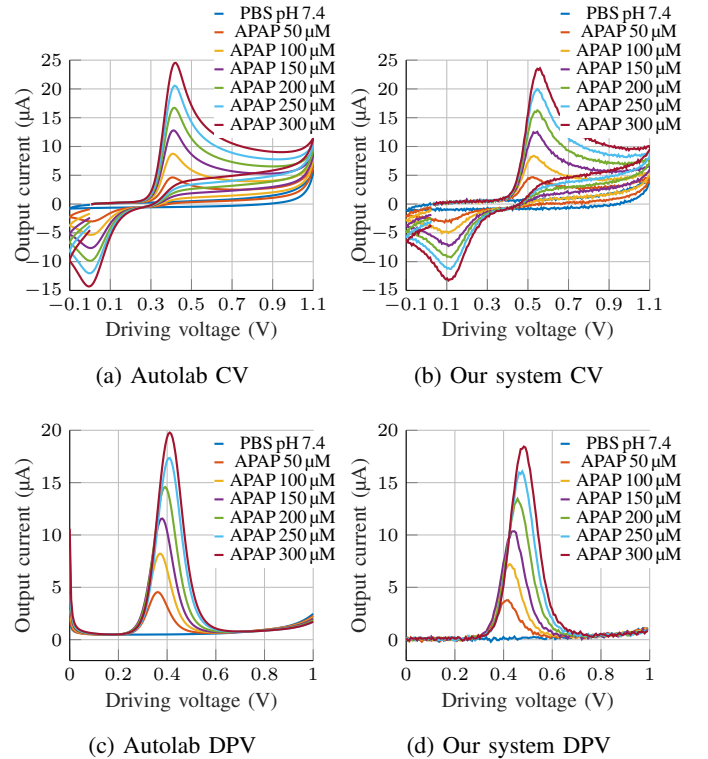 PBS pH 7.4
APAP 50 µM
APAP 100 µM
APAP 150 µM
APAP 200 µM
APAP 250 µM
APAP 300 µM
25
20
15
10
5
0
−5
−10
−15
Output current (µA)
−0.1 0.1 0.3 0.5 0.7 0.9 1.1
Driving voltage (V)
(a) Autolab CV
PBS pH 7.4
APAP 50 µM
APAP 100 µM
APAP 150 µM
APAP 200 µM
APAP 250 µM
APAP 300 µM
25
20
15
10
5
0
−5
−10
−15
Output current (µA)
−0.1 0.1 0.3 0.5 0.7 0.9 1.1
Driving voltage (V)
(b) Our system CV
PBS pH 7.4
APAP 50 µM
APAP 100 µM
APAP 150 µM
APAP 200 µM
APAP 250 µM
APAP 300 µM
20
15
10
5
0
Output current (µA)
0 0.2 0.4 0.6 0.8 1
Driving voltage (V)
(c) Autolab DPV
PBS pH 7.4
APAP 50 µM
APAP 100 µM
APAP 150 µM
APAP 200 µM
APAP 250 µM
APAP 300 µM
20
15
10
5
0
Output current (µA)
0 0.2 0.4 0.6 0.8 1
Driving voltage (V)
(d) Our system DPV